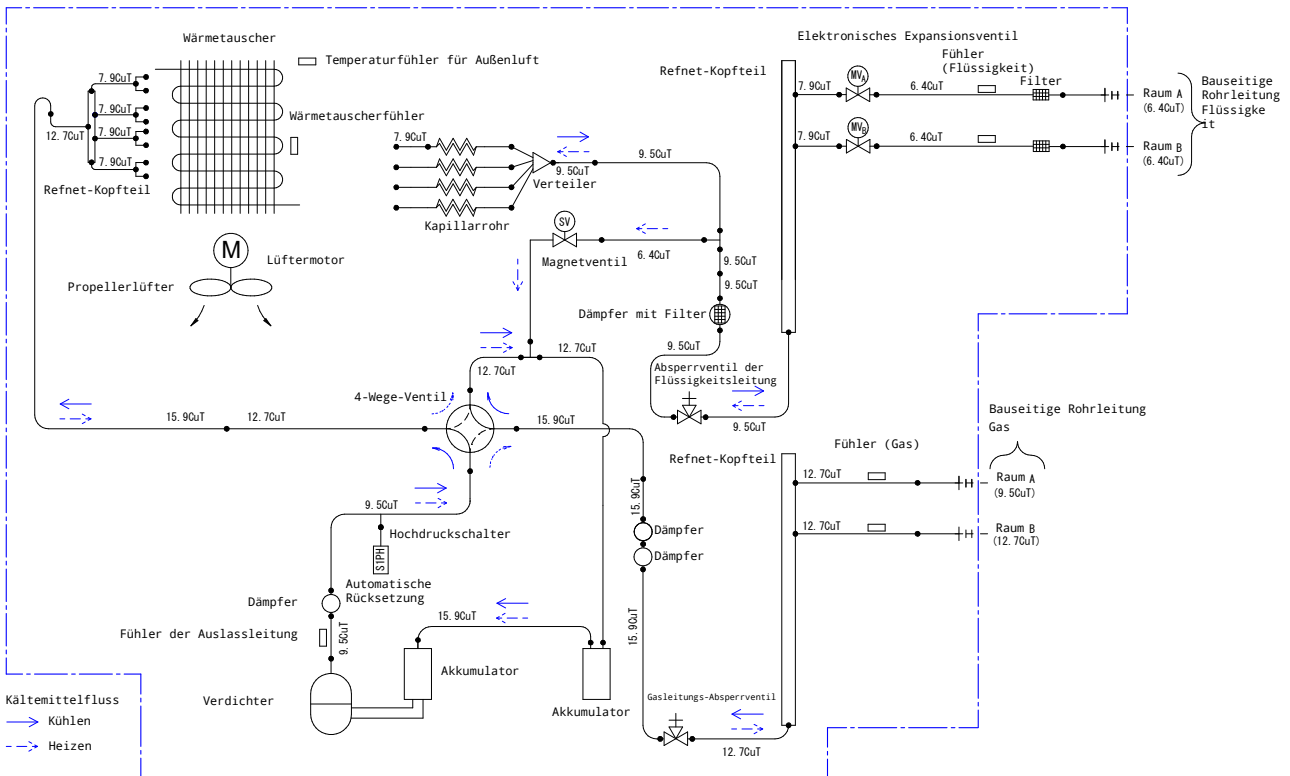 Wärmetauscher
Temperaturfühler für Außenluft
7.9CuT
7.9CuT
7.9CuT
7.9CuT
12.7CuT
Refnet-Kopfteil
Wärmetauscherfühler
7.9CuT
Kapillarrohr
Verteiler
9.5CuT
9.5CuT
M
Lüftermotor
Propellerlüfter
SV
Magnetventil
6.4CuT
9.5CuT
9.5CuT
Dämpfer mit Filter
9.5CuT
Absperrventil der
Flüssigkeitsleitung
9.5CuT
Refnet-Kopfteil
Elektronisches Expansionsventil
7.9CuT
MVA
6.4CuT
Fühler
(Flüssigkeit)
Filter
7.9CuT
MVB
6.4CuT
Raum A
(6.4CuT)
Raum B
(6.4CuT)
Bauseitige
Rohrleitung
Flüssigke
it
12.7CuT
12.7CuT
4-Wege-Ventil
15.9CuT
12.7CuT
15.9CuT
9.5CuT
Hochdruckschalter
S1PH
Automatische
Rücksetzung
Dämpfer
Fühler der Auslassleitung
9.5CuT
Verdichter
Akkumulator
15.9CuT
Akkumulator
15.9CuT
Dämpfer
Dämpfer
15.9CuT
Gasleitungs-Absperrventil
12.7CuT
Refnet-Kopfteil
Fühler (Gas)
12.7CuT
12.7CuT
Bauseitige Rohrleitung
Gas
Raum A
(9.5CuT)
Raum B
(12.7CuT)
Kältemittelfluss
Kühlen
Heizen